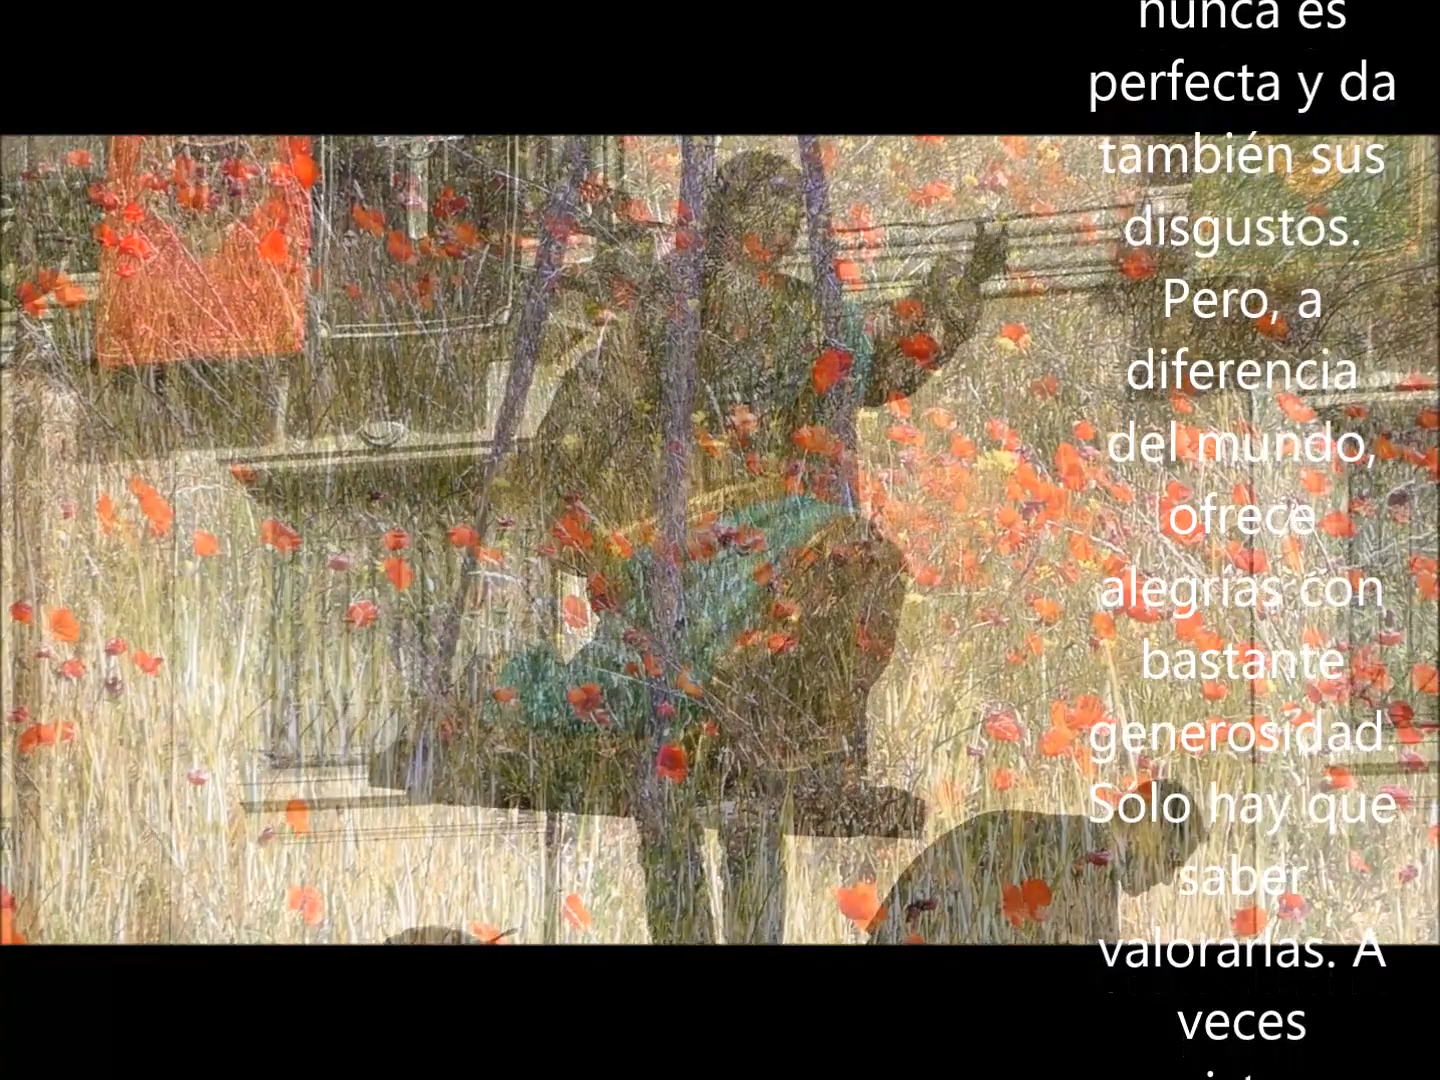 nunca es
perfecta y da
también sus
disgustos.
Pero, a
diferencia
del mundo,
ofrece
alegrías con
bastante
generosidad.
Sólo hay que
saber
valorarlas. A
veces